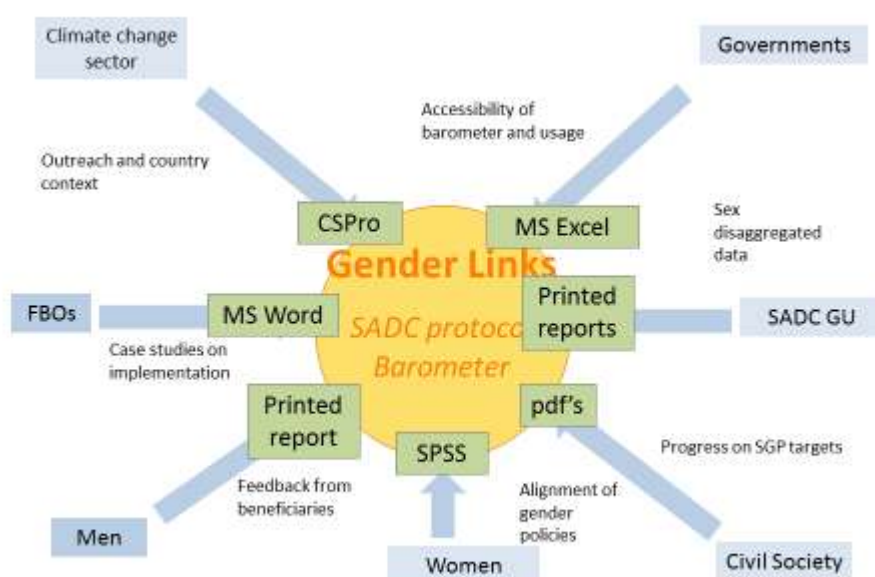 Climate change
sector
Governments
Accessibility of
barometer and usage
Outreach and country
context
CSPro
MS Excel
Sex
disaggregated
data
Gender Links
FBOs
MS Word
SADC protoco
Barometer
Printed
reports
SADC GU
Case studies on
implementation
Printed
report
pdf's
SPSS
Progress on SGP targets
Feedback from
beneficiaries
Alignment of
gender
policies
Men
Women
Civil Society